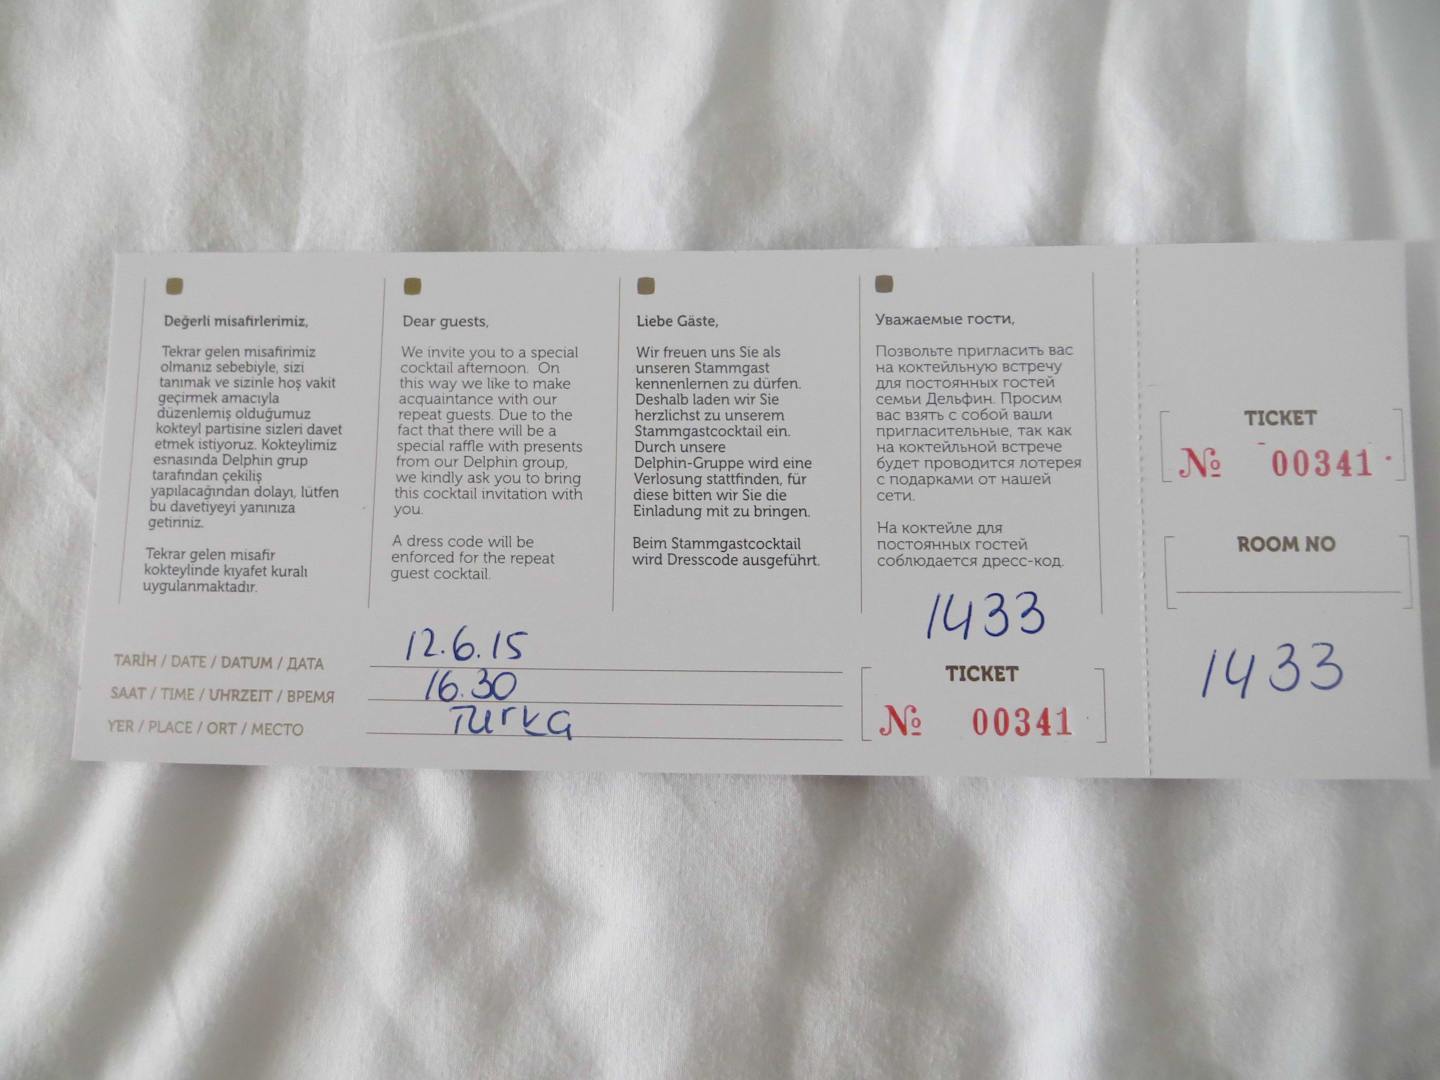 Değerli misafirlerimiz,
Tekrar gelen misafirimiz
olmanız sebebiyle, sizi
tanımak ve sizinle hoş vakit
geçirmek amacıyla
düzenlemiş olduğumuz
kokteyl partisine sizleri davet
etmek istiyoruz. Kokteylimiz
esnasında Delphin grup
tarafından çekiliş
yapılacağından dolayı, lütfen
bu davetiyeyi yanınıza
getiriniz.
Tekrar gelen misafir
kokteylinde kıyafet kuralı
uygulanmaktadır.
Dear guests,
We invite you to a special
cocktail afternoon. On
this way we like to make
acquaintance with our
repeat guests. Due to the
fact that there will be a
special raffle with presents
from our Delphin group,
we kindly ask you to bring
this cocktail invitation with
you.
A dress code will be
enforced for the repeat
guest cocktail.
Liebe Gäste,
Wir freuen uns Sie als
unseren Stammgast
kennenlernen zu dürfen.
Deshalb laden wir Sie
herzlichst zu unserem
Stammgastcocktail ein.
Durch unsere
Delphin-Gruppe wird eine
Verlosung stattfinden, für
diese bitten wir Sie die
Einladung mit zu bringen.
Beim Stammgastcocktail
wird Dresscode ausgeführt.
Уважаемые гости,
Позвольте пригласить вас
на коктейльную встречу
для постоянных гостей
семьи Дельфин. Просим
вас взять с собой ваши
пригласительные, так как
на коктейльной встрече
будет проводится лотерея
с подарками от нашей
сети.
На коктейле для
постоянных гостей
соблюдается дресс-код.
1433
TARİH / DATE / DATUM / ДАТА 12.6.15
SAAT / TIME / UHRZEIT / ВРЕМЯ 16.30
YER / PLACE / ORT / МЕСТО Turka
TICKET
№ 00341
TICKET
№ 00341
ROOM NO
1433